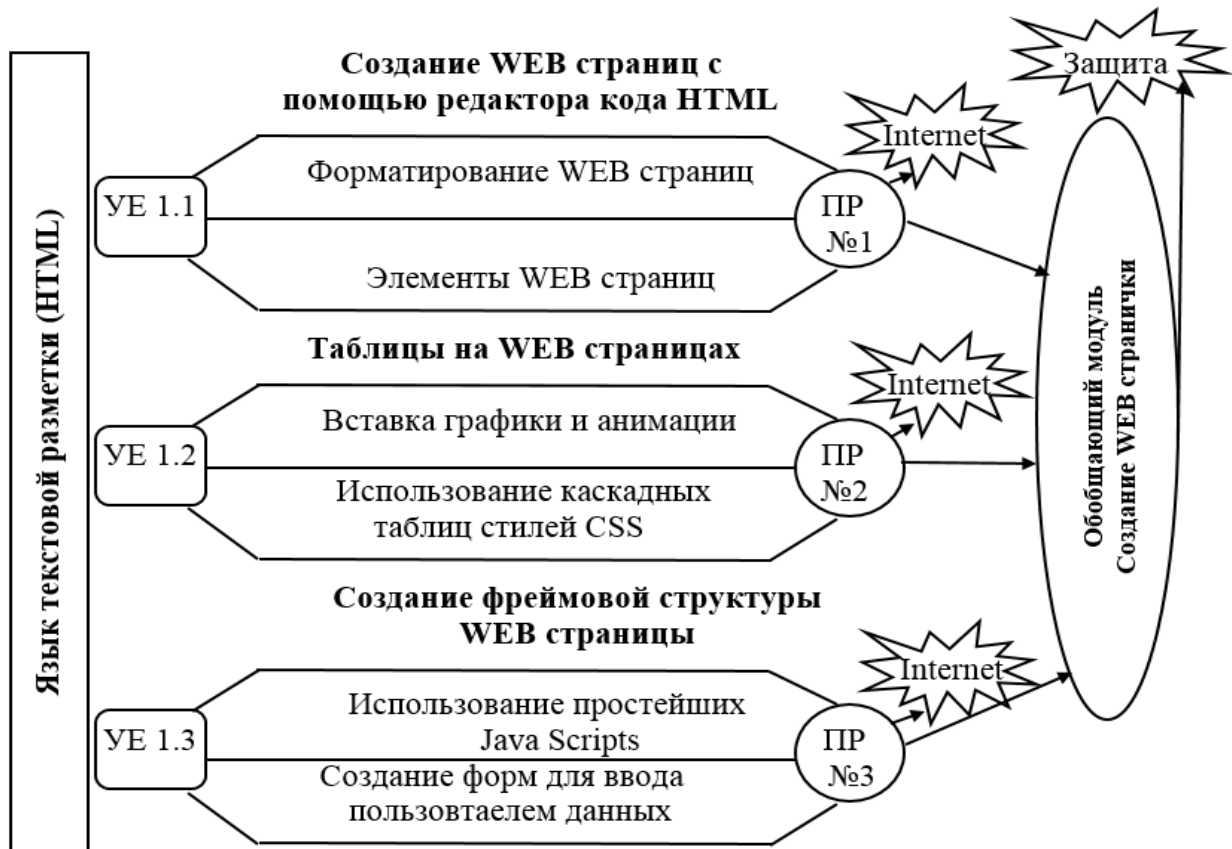 Язык текстовой разметки (HTML)
Создание WEB страниц с
помощью редактора кода HTML
Форматирование WEB страниц
УЕ 1.1
Элементы WEB страниц
ПР
№1
Internet
Таблицы на WEB страницах
Вставка графики и анимации
УЕ 1.2
Использование каскадных
таблиц стилей CSS
ПР
№2
Internet
Создание фреймовой структуры
WEB страницы
Использование простейших
Java Scripts
УЕ 1.3
Создание форм для ввода
пользовтаелем данных
ПР
№3
Internet
Обобщающий модуль
Создание WEB странички
Защита